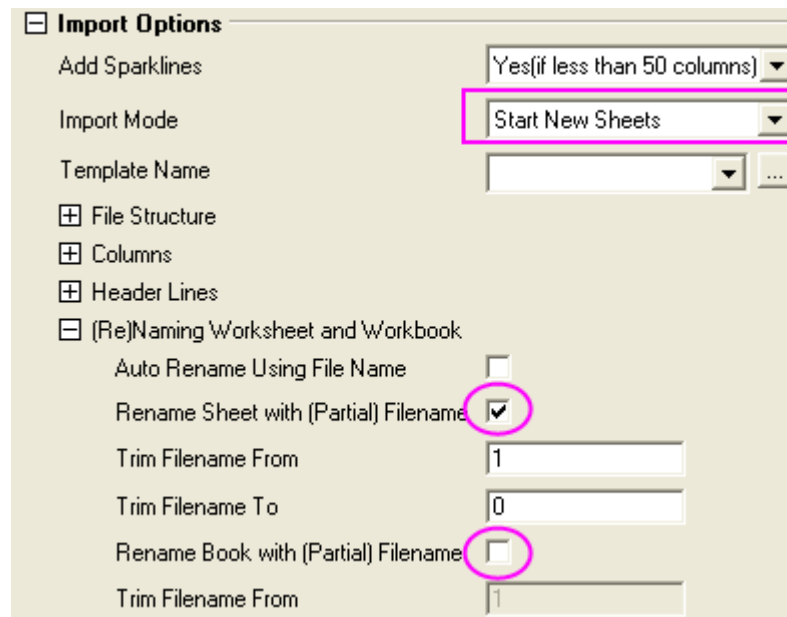 Import Options
Add Sparklines Yes(if less than 50 columns)
Import Mode Start New Sheets
Template Name ...
File Structure
Columns
Header Lines
(Re)Naming Worksheet and Workbook
Auto Rename Using File Name
Rename Sheet with (Partial) Filename
Trim Filename From 1
Trim Filename To 0
Rename Book with (Partial) Filename
Trim Filename From 1